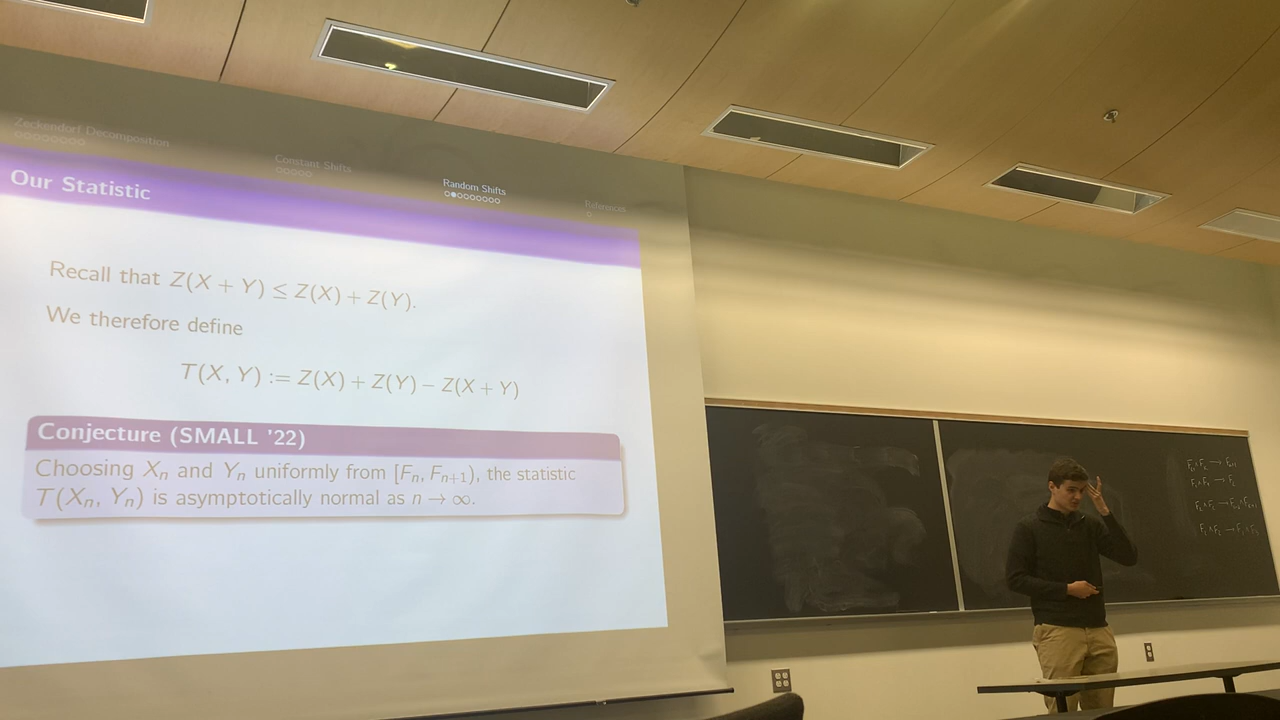 Zeckendorf Decomposition
Constant Shifts
Random Shifts
References
Our Statistic
Recall that Z(X + Y) ≤ Z(X) + Z(Y).
We therefore define
T(X, Y) := Z(X) + Z(Y) − Z(X + Y)
Conjecture (SMALL '22)
Choosing Xₙ and Yₙ uniformly from [Fₙ, Fₙ₊₁), the statistic
T(Xₙ, Yₙ) is asymptotically normal as n → ∞.